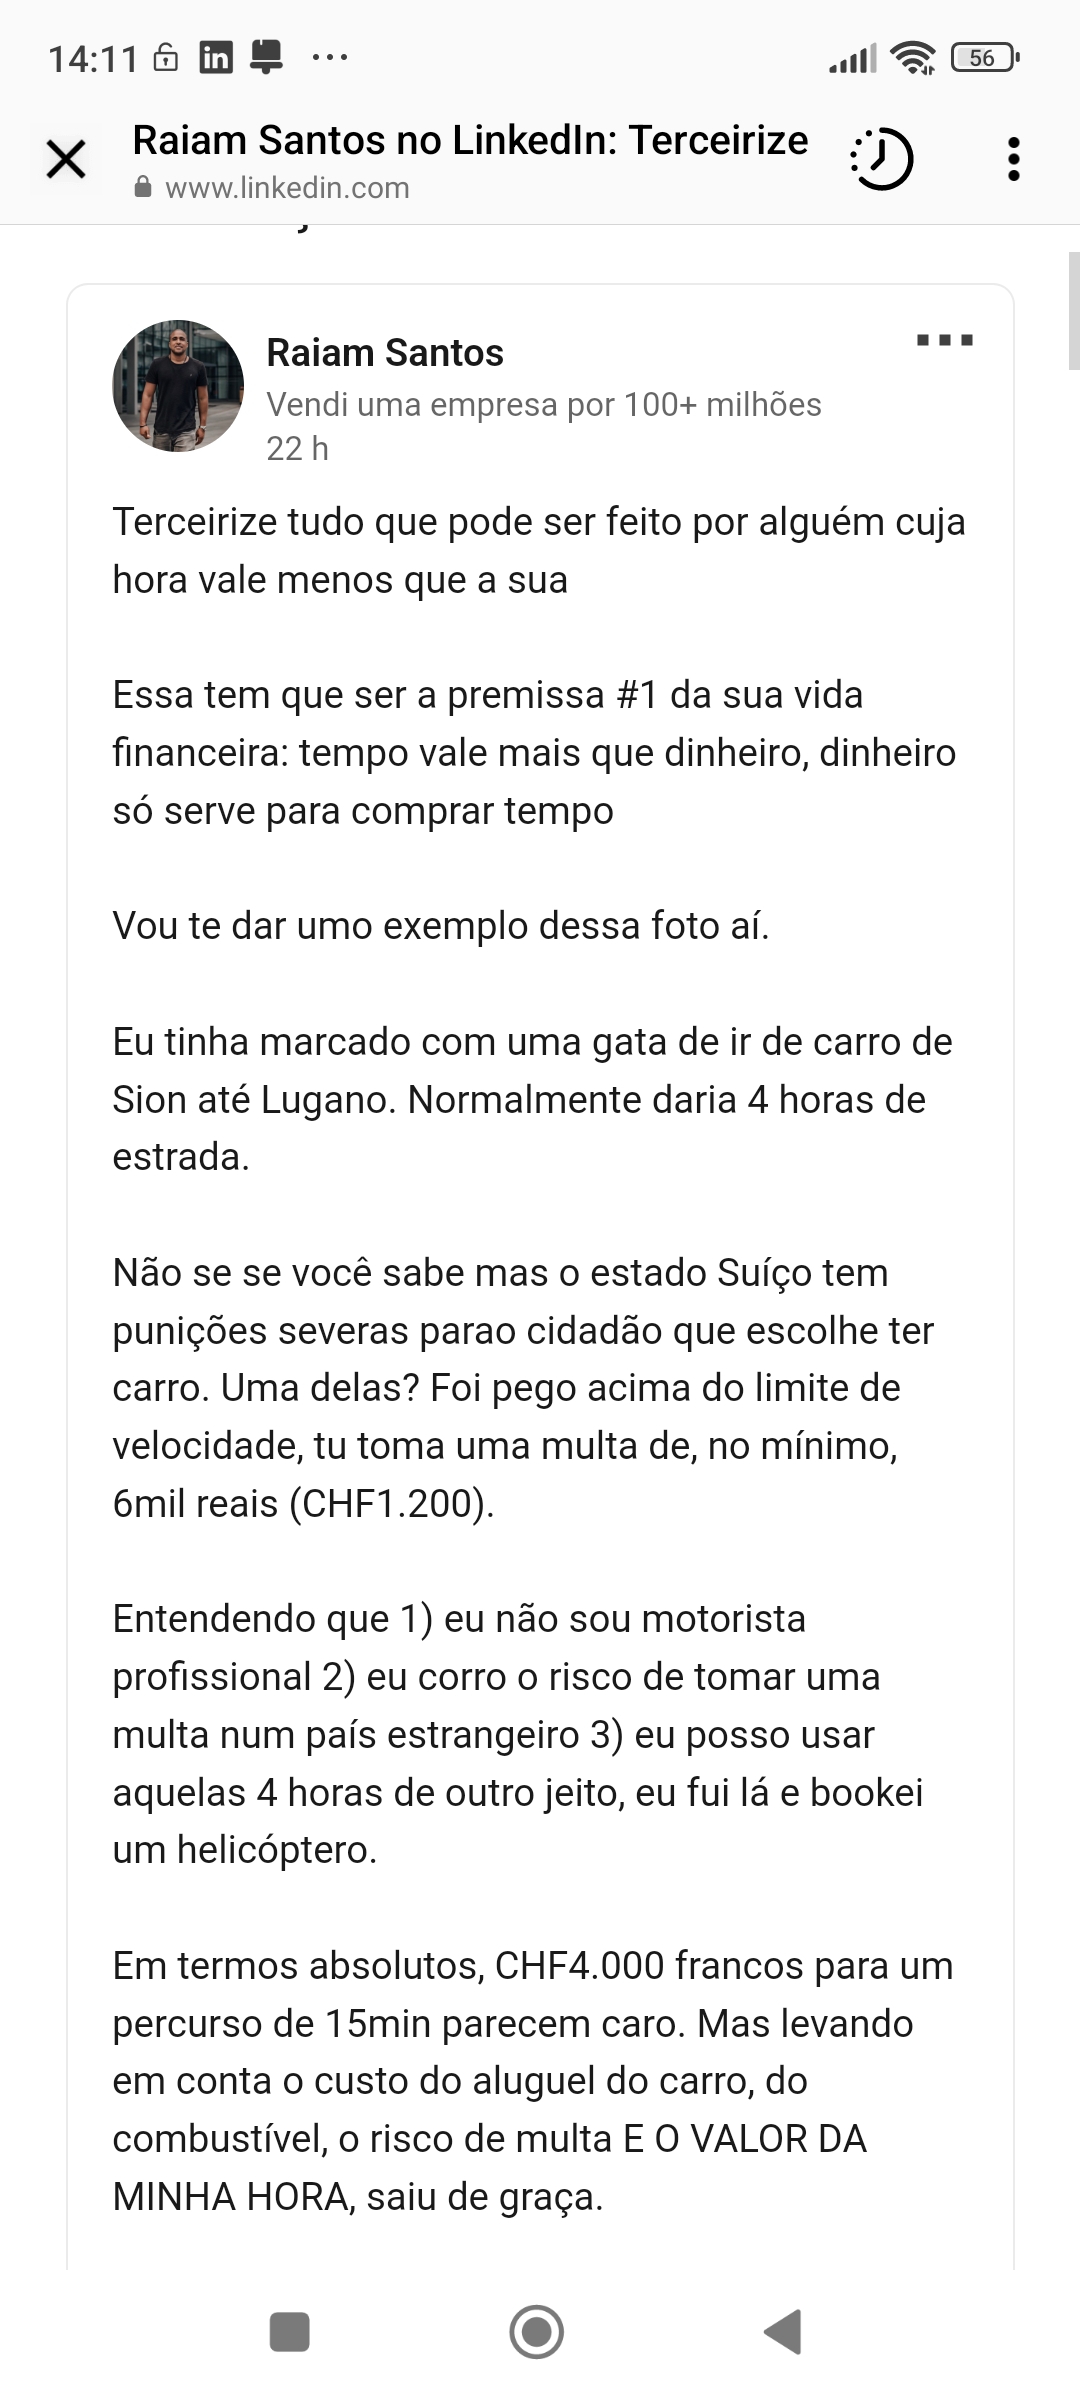 14:11
56
Raiam Santos no LinkedIn: Terceirize
www.linkedin.com
Raiam Santos
Vendi uma empresa por 100+ milhões
22 h
Terceirize tudo que pode ser feito por alguém cuja
hora vale menos que a sua
Essa tem que ser a premissa #1 da sua vida
financeira: tempo vale mais que dinheiro, dinheiro
só serve para comprar tempo
Vou te dar umo exemplo dessa foto aí.
Eu tinha marcado com uma gata de ir de carro de
Sion até Lugano. Normalmente daria 4 horas de
estrada.
Não se se você sabe mas o estado Suíço tem
punições severas parao cidadão que escolhe ter
carro. Uma delas? Foi pego acima do limite de
velocidade, tu toma uma multa de, no mínimo,
6mil reais (CHF1.200).
Entendendo que 1) eu não sou motorista
profissional 2) eu corro o risco de tomar uma
multa num país estrangeiro 3) eu posso usar
aquelas 4 horas de outro jeito, eu fui lá e bookei
um helicóptero.
Em termos absolutos, CHF4.000 francos para um
percurso de 15min parecem caro. Mas levando
em conta o custo do aluguel do carro, do
combustível, o risco de multa E O VALOR DA
MINHA HORA, saiu de graça.